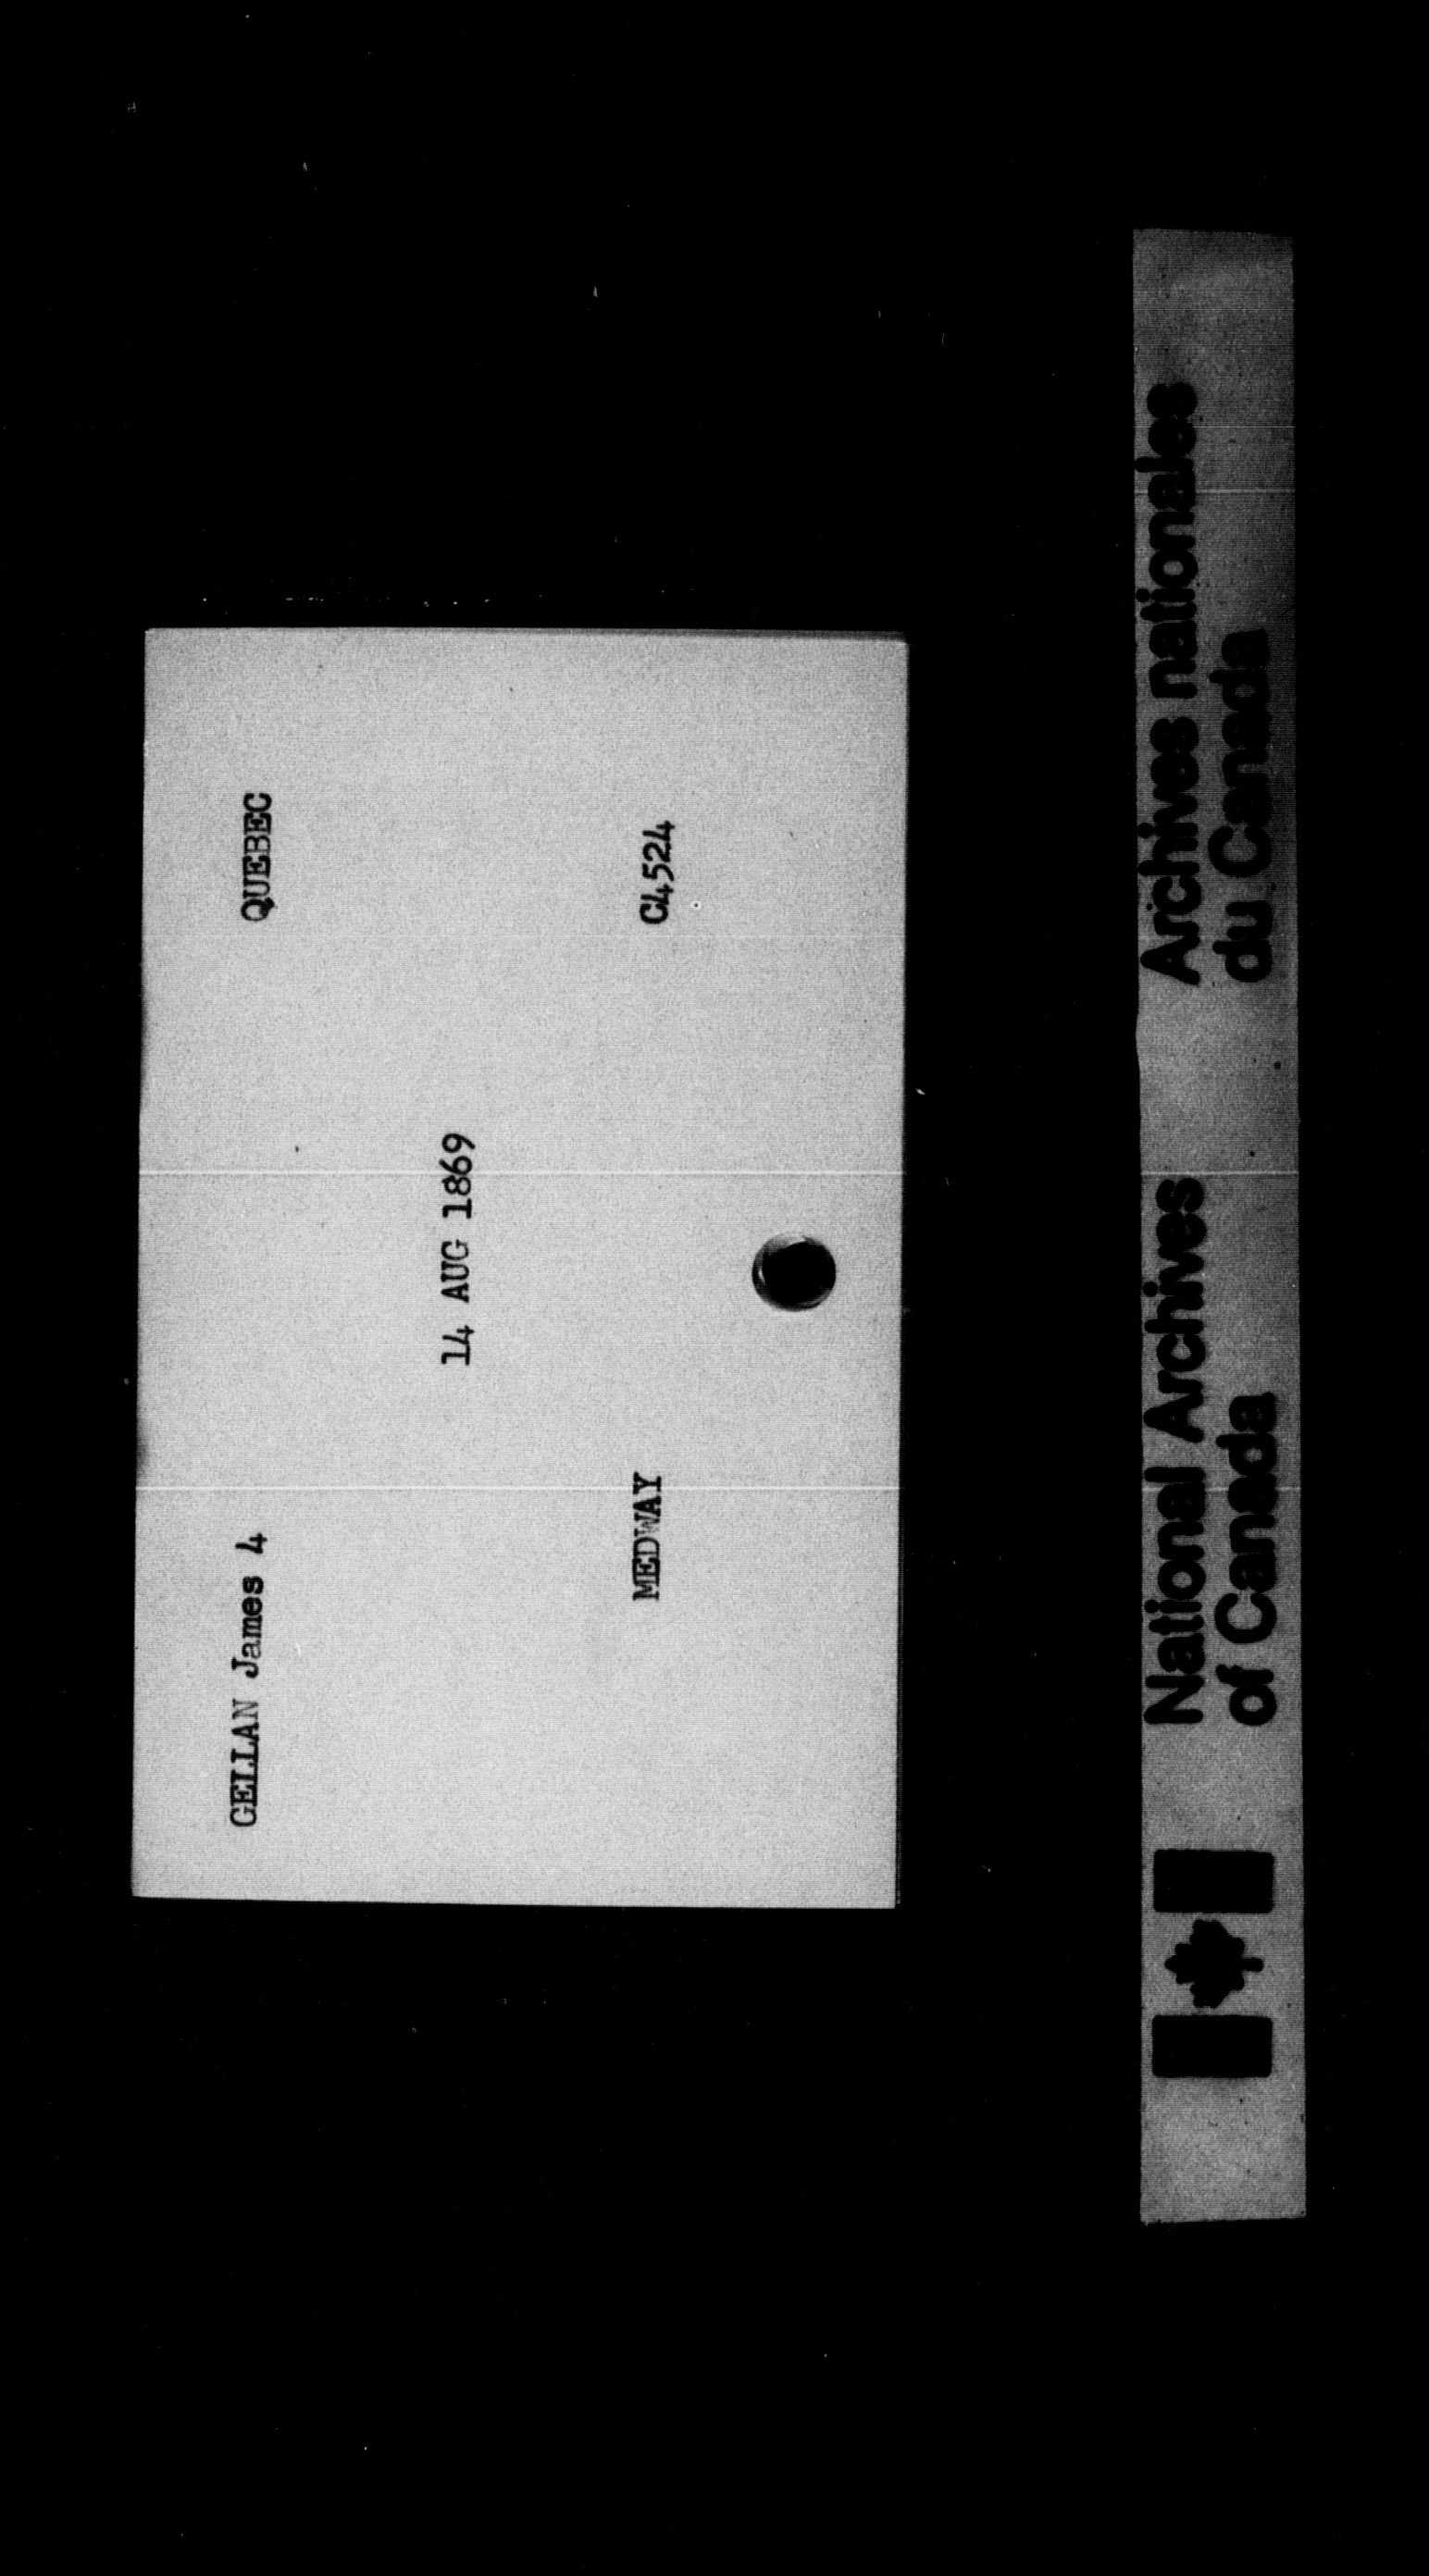 GELLAN James 4 QUEBEC
14 AUG 1869
MEDWAY C4524
National Archives Archives nationales
of Canada du Canada